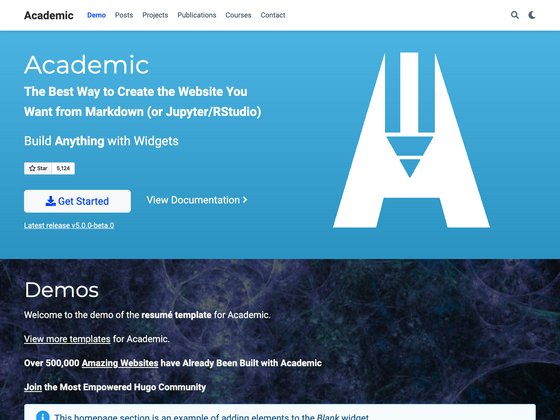 Academic
Demo Posts Projects Publications Courses Contact
Academic
The Best Way to Create the Website You
Want from Markdown (or Jupyter/RStudio)
Build Anything with Widgets
Star 5,124
Get Started
View Documentation
Latest release v5.0.0-beta.0
Demos
Welcome to the demo of the resumé template for Academic.
View more templates for Academic.
Over 500,000 Amazing Websites have Already Been Built with Academic
Join the Most Empowered Hugo Community
This homepage section is an example of adding elements to the Blank widget.